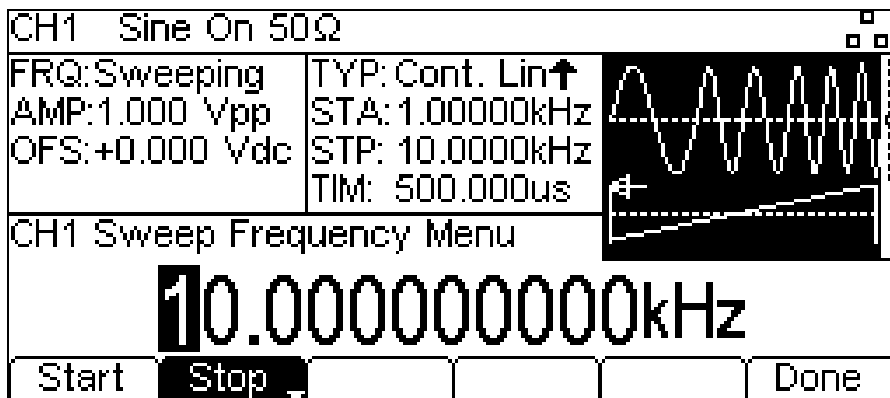 CH1 Sine On 50Ω
FRQ:Sweeping
AMP:1.000 Vpp
OFS:+0.000 Vdc
TYP: Cont. Lin↑
STA: 1.00000kHz
STP: 10.0000kHz
TIM: 500.000us
CH1 Sweep Frequency Menu
10.000000000kHz
Start Stop Done